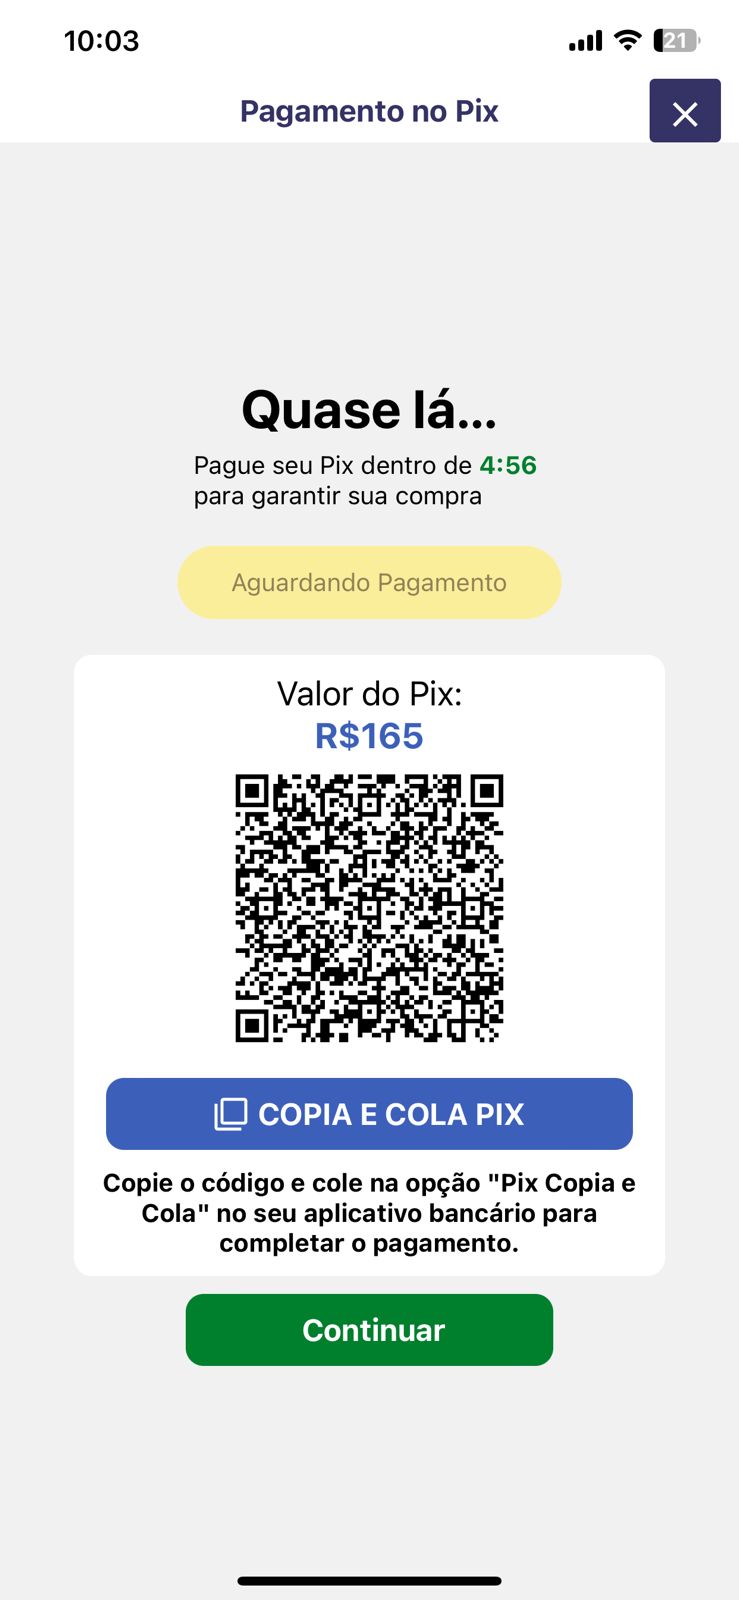 10:03
21
Pagamento no Pix
Quase lá...
Pague seu Pix dentro de 4:56
para garantir sua compra
Aguardando Pagamento
Valor do Pix:
R$165
COPIA E COLA PIX
Copie o código e cole na opção "Pix Copia e
Cola" no seu aplicativo bancário para
completar o pagamento.
Continuar